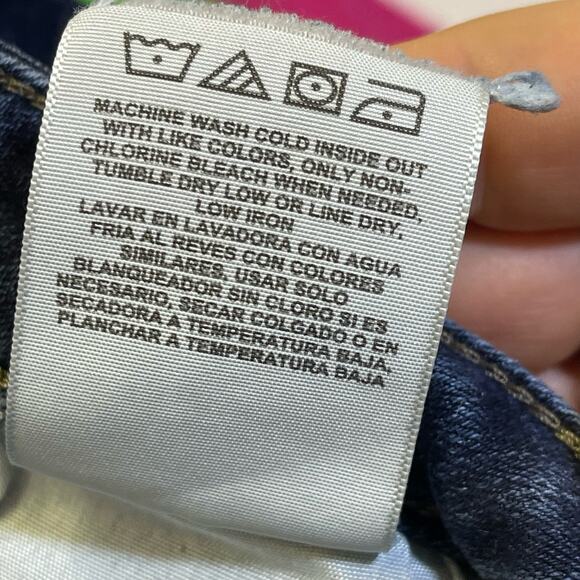 MACHINE WASH COLD INSIDE OUT
WITH LIKE COLORS, ONLY NON-
CHLORINE BLEACH WHEN NEEDED,
TUMBLE DRY LOW OR LINE DRY,
LOW IRON
LAVAR EN LAVADORA CON AGUA
FRIA AL REVES CON COLORES
SIMILARES, USAR SOLO
BLANQUEADOR SIN CLORO SI ES
NECESARIO, SECAR COLGADO O EN
SECADORA A TEMPERATURA BAJA,
PLANCHAR A TEMPERATURA BAJA